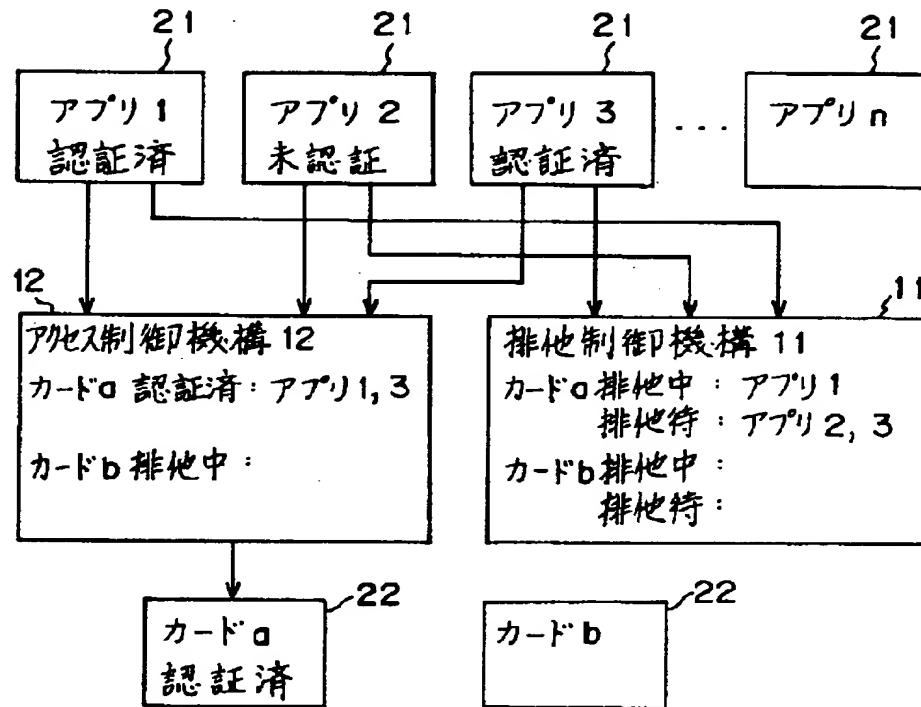 21 21 21 21
アプリ1
認証済
アプリ2
未認証
アプリ3
認証済
...
アプリn
12
アクセス制御機構 12
カードa 認証済:アプリ1,3
カードb 排他中:
11
排他制御機構 11
カードa 排他中:アプリ1
排他待:アプリ2,3
カードb 排他中:
排他待:
22
カードa
認証済
22
カードb